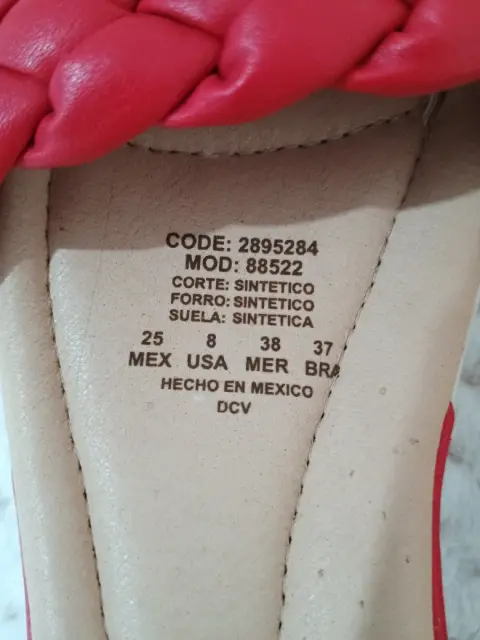 CODE: 2895284
MOD: 88522
CORTE: SINTETICO
FORRO: SINTETICO
SUELA: SINTETICA
25 8 38 37
MEX USA MER BRA
HECHO EN MEXICO
DCV